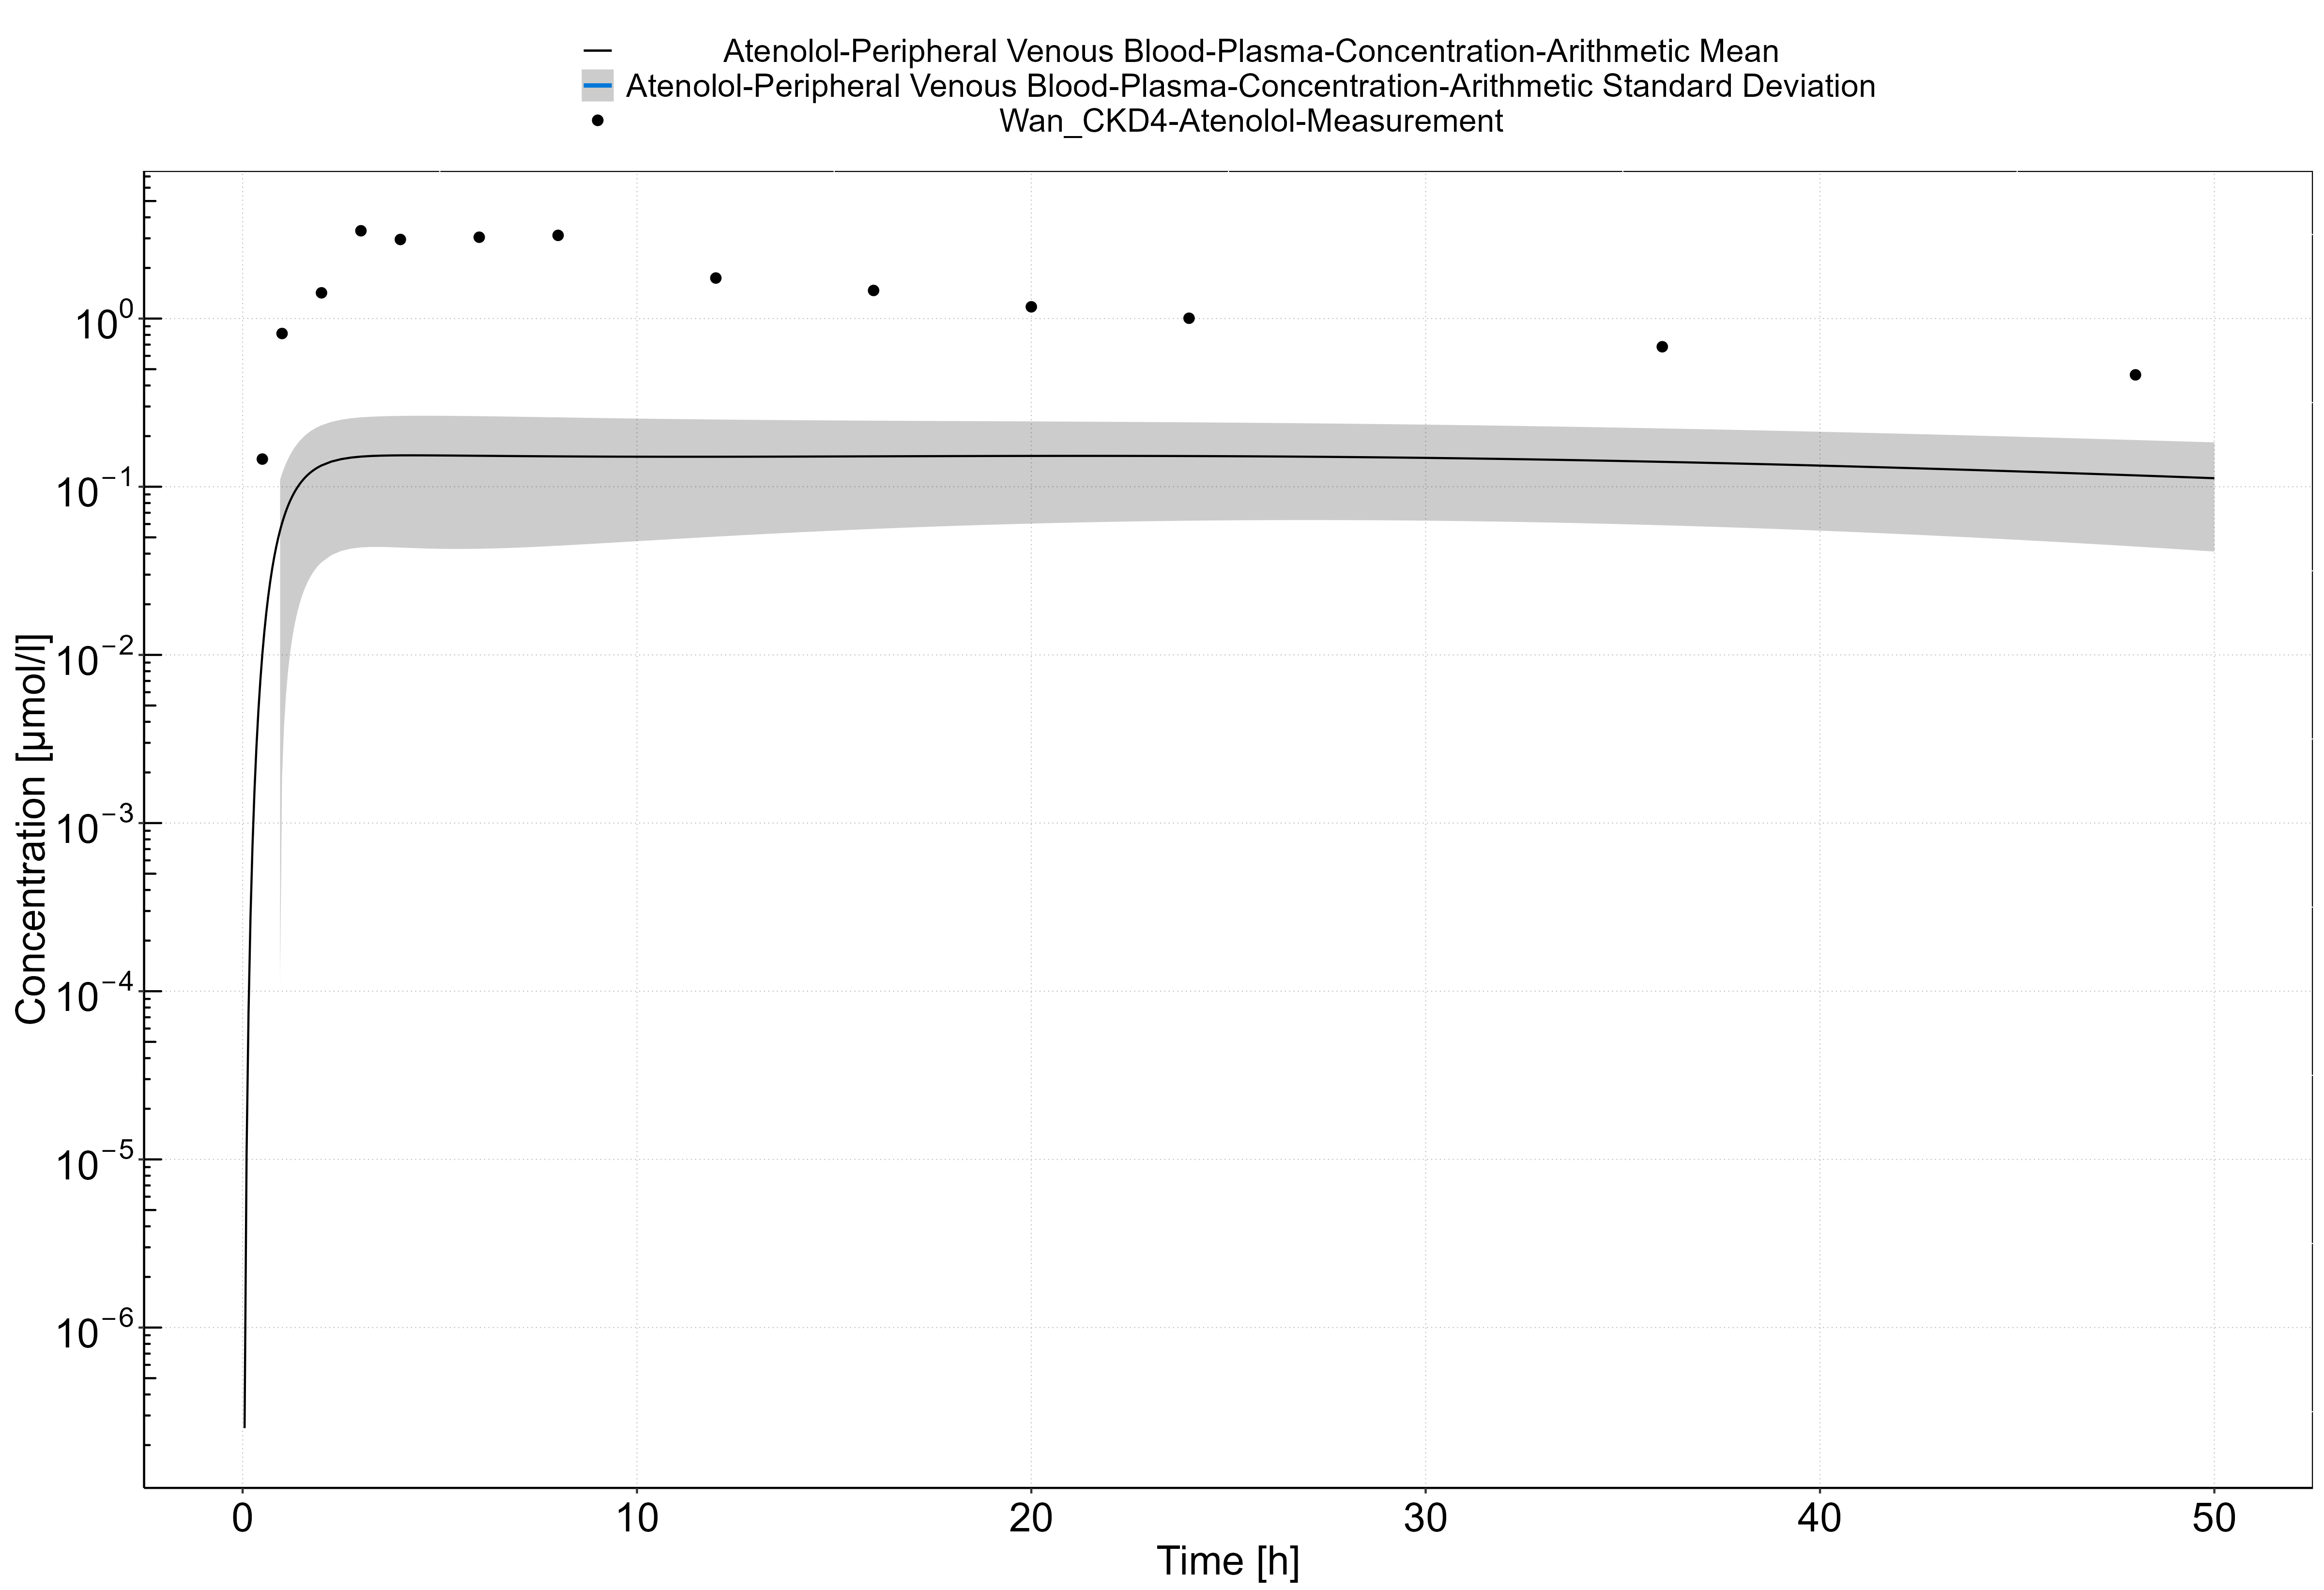 Atenolol-Peripheral Venous Blood-Plasma-Concentration-Arithmetic Mean
Atenolol-Peripheral Venous Blood-Plasma-Concentration-Arithmetic Standard Deviation
Wan_CKD4-Atenolol-Measurement
Concentration [µmol/l]
10⁰
10⁻¹
10⁻²
10⁻³
10⁻⁴
10⁻⁵
10⁻⁶
0 10 20 30 40 50
Time [h]